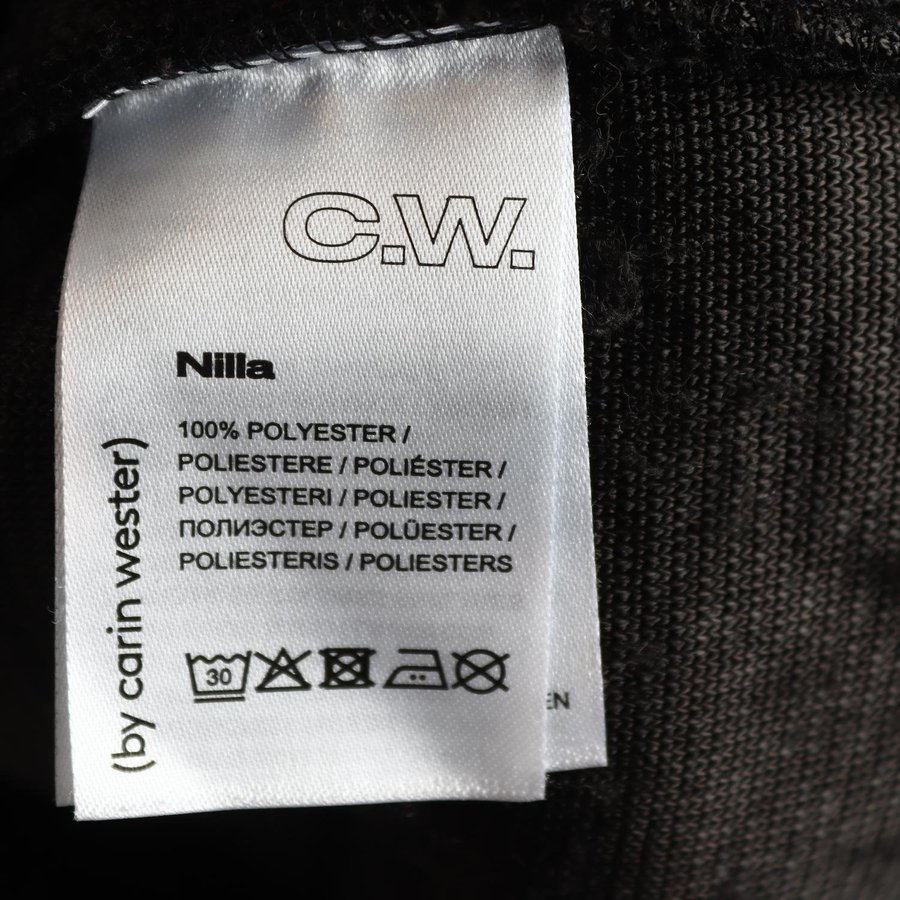 C.W.
Nilla
100% POLYESTER /
POLIESTERE / POLIÉSTER /
POLYESTERI / POLIESTER /
ПОЛИЭСТЕР / POLÜESTER /
POLIESTERIS / POLIESTERS
(by carin wester)
30
EN